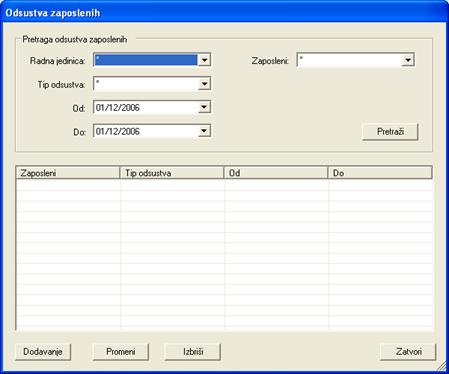 Odsustva zaposlenih
Pretraga odsustva zaposlenih
Radna jedinica: * Zaposleni: *
Tip odsustva: *
Od: 01/12/2006
Do: 01/12/2006 Pretraži
Zaposleni Tip odsustva Od Do
Dodavanje Promeni Izbriši Zatvori